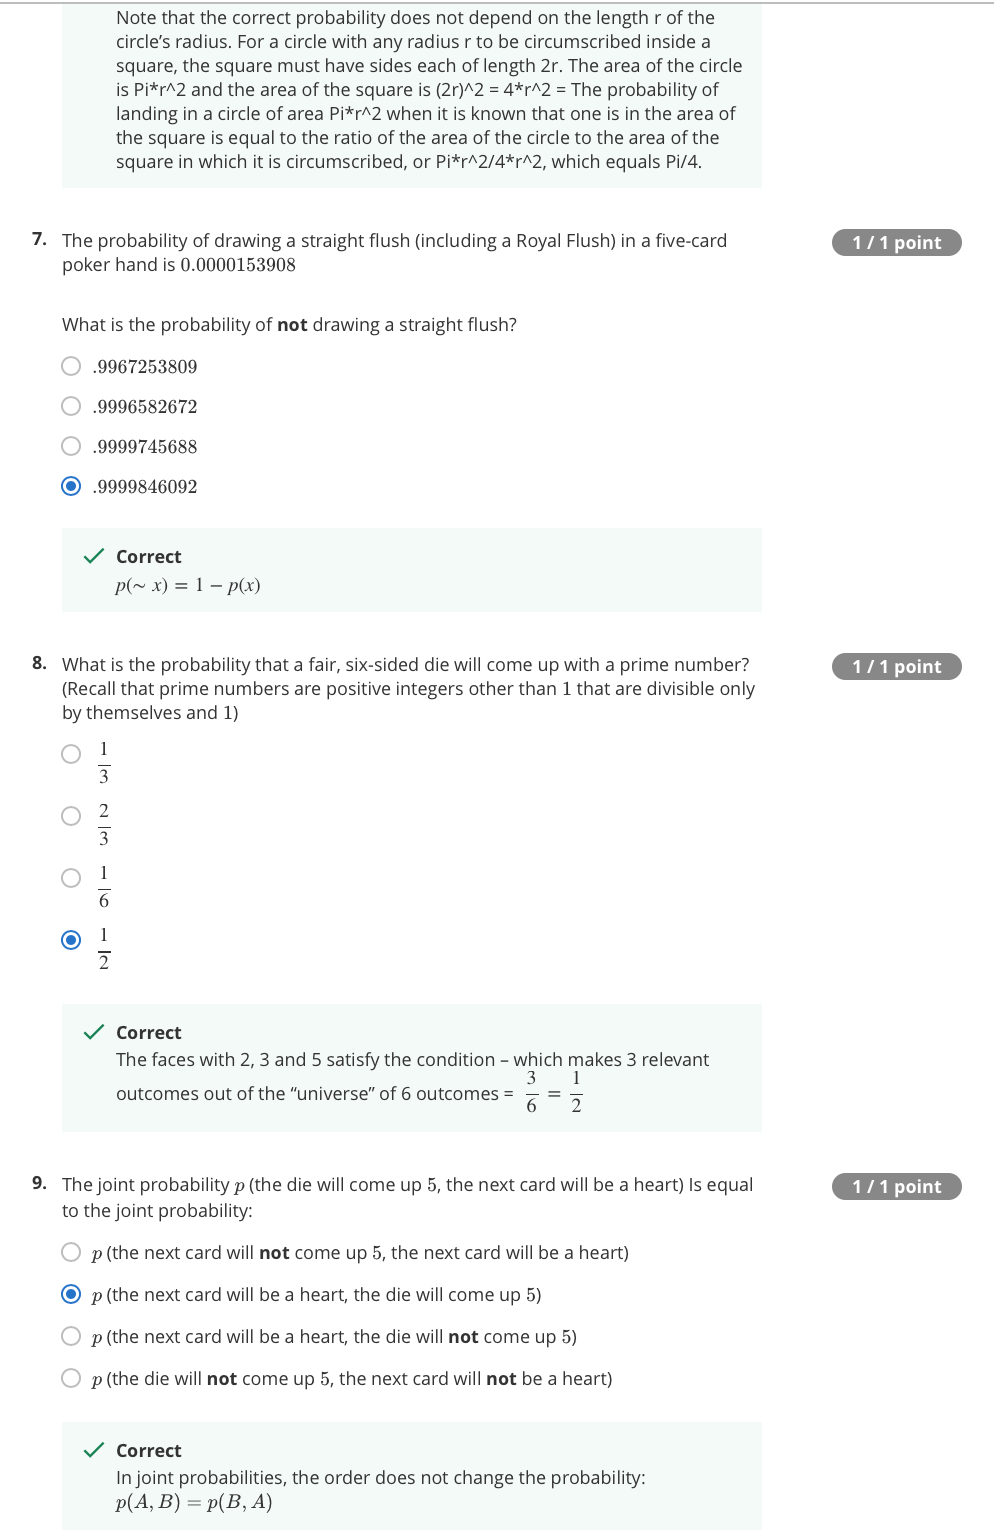 Note that the correct probability does not depend on the length r of the
circle’s radius. For a circle with any radius r to be circumscribed inside a
square, the square must have sides each of length 2r. The area of the circle
is Pi*r^2 and the area of the square is (2r)^2 = 4*r^2 = The probability of
landing in a circle of area Pi*r^2 when it is known that one is in the area of
the square is equal to the ratio of the area of the circle to the area of the
square in which it is circumscribed, or Pi*r^2/4*r^2, which equals Pi/4.
7. The probability of drawing a straight flush (including a Royal Flush) in a five-card
poker hand is 0.0000153908
1 / 1 point
What is the probability of not drawing a straight flush?
.9967253809
.9996582672
.9999745688
.9999846092
Correct
p(∼ x) = 1 − p(x)
8. What is the probability that a fair, six-sided die will come up with a prime number?
(Recall that prime numbers are positive integers other than 1 that are divisible only
by themselves and 1)
1 / 1 point
1/3
2/3
1/6
1/2
Correct
The faces with 2, 3 and 5 satisfy the condition – which makes 3 relevant
outcomes out of the “universe” of 6 outcomes = 3/6 = 1/2
9. The joint probability p (the die will come up 5, the next card will be a heart) Is equal
to the joint probability:
1 / 1 point
p (the next card will not come up 5, the next card will be a heart)
p (the next card will be a heart, the die will come up 5)
p (the next card will be a heart, the die will not come up 5)
p (the die will not come up 5, the next card will not be a heart)
Correct
In joint probabilities, the order does not change the probability:
p(A, B) = p(B, A)